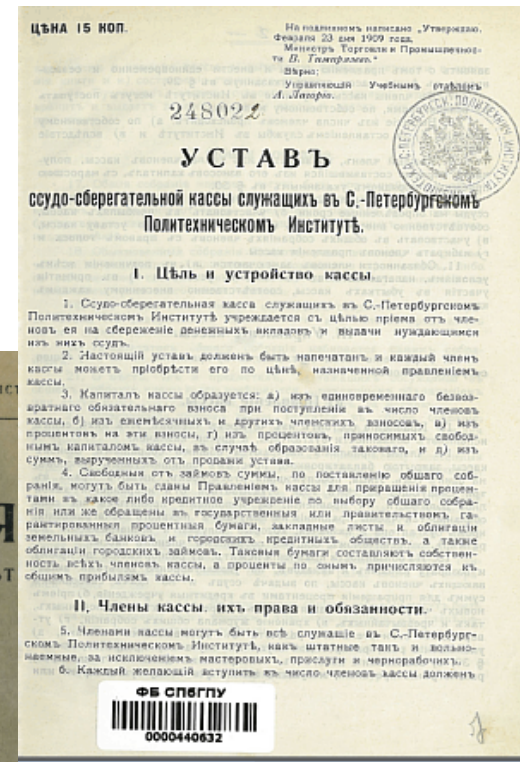 ЦѢНА 15 КОП.
На подлинномъ написано „Утверждаю.
Февраля 23 дня 1909 года.
Министръ Торговли и Промышленнос-
ти В. Тимирязевъ.“
Вѣрно:
Управляющій Учебнымъ отдѣломъ
А. Лагоріо.
248022
УСТАВЪ
ссудо-сберегательной кассы служащихъ въ С.-Петербургскомъ
Политехническомъ Институтѣ.
I. Цѣль и устройство кассы.
1. Ссудо-сберегательная касса служащихъ въ С.-Петербургскомъ
Политехническомъ Институтѣ учреждается съ цѣлью пріема отъ чле-
новъ ея на сбереженіе денежныхъ вкладовъ и выдачи нуждающимся
изъ нихъ ссудъ.
2. Настоящій уставъ долженъ быть напечатанъ и каждый членъ
кассы можетъ пріобрѣсти его по цѣнѣ, назначенной правленіемъ
кассы.
3. Капиталъ кассы образуется: а) изъ единовременнаго безвоз-
вратнаго обязательнаго взноса при поступленіи въ число членовъ
кассы, б) изъ ежемѣсячныхъ и другихъ членскихъ взносовъ, в) изъ
процентовъ на эти взносы, г) изъ процентовъ, приносимыхъ свобод-
нымъ капиталомъ кассы, въ случаѣ образованія таковаго, и д) изъ
суммъ, вырученныхъ отъ продажи устава.
4. Свободныя отъ займовъ суммы, по поставленію общаго соб-
ранія, могутъ быть сданы Правленіемъ кассы для приращенія процен-
тами въ какое либо кредитное учрежденіе по выбору общаго собра-
нія или же обращены въ государственныя или правительствомъ га-
рантированныя процентныя бумаги, закладные листы и облигаціи
земельныхъ банковъ и городскихъ кредитныхъ обществъ, а также
облигаціи городскихъ займовъ. Таковыя бумаги составляютъ собствен-
ность всѣхъ членовъ кассы, а проценты по онымъ причисляются къ
общимъ прибылямъ кассы.
II. Члены кассы, ихъ права и обязанности.
5. Членами кассы могутъ быть всѣ служащіе въ С.-Петербург-
скомъ Политехническомъ Институтѣ, какъ штатные такъ и вольно-
наемные, за исключеніемъ мастеровыхъ, прислуги и чернорабочихъ.
6. Каждый желающій вступить въ число членовъ кассы долженъ
ФБ СПбГПУ
0000440632